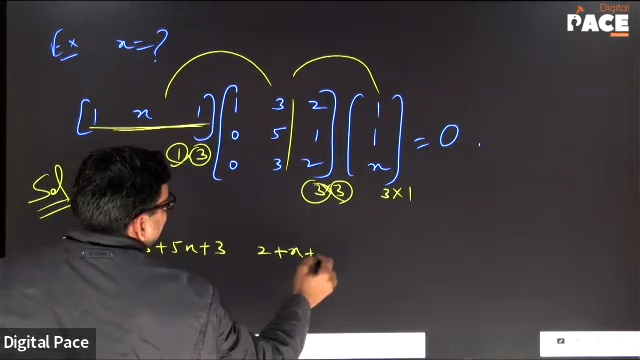 Digital
PACE
Ex x=?
[1 x 1] [1 3 2
0 5 1
0 3 2] [1
1
x] = 0.
1×3 3×3 3×1
Sol
+5x+3 2+x+
Digital Pace